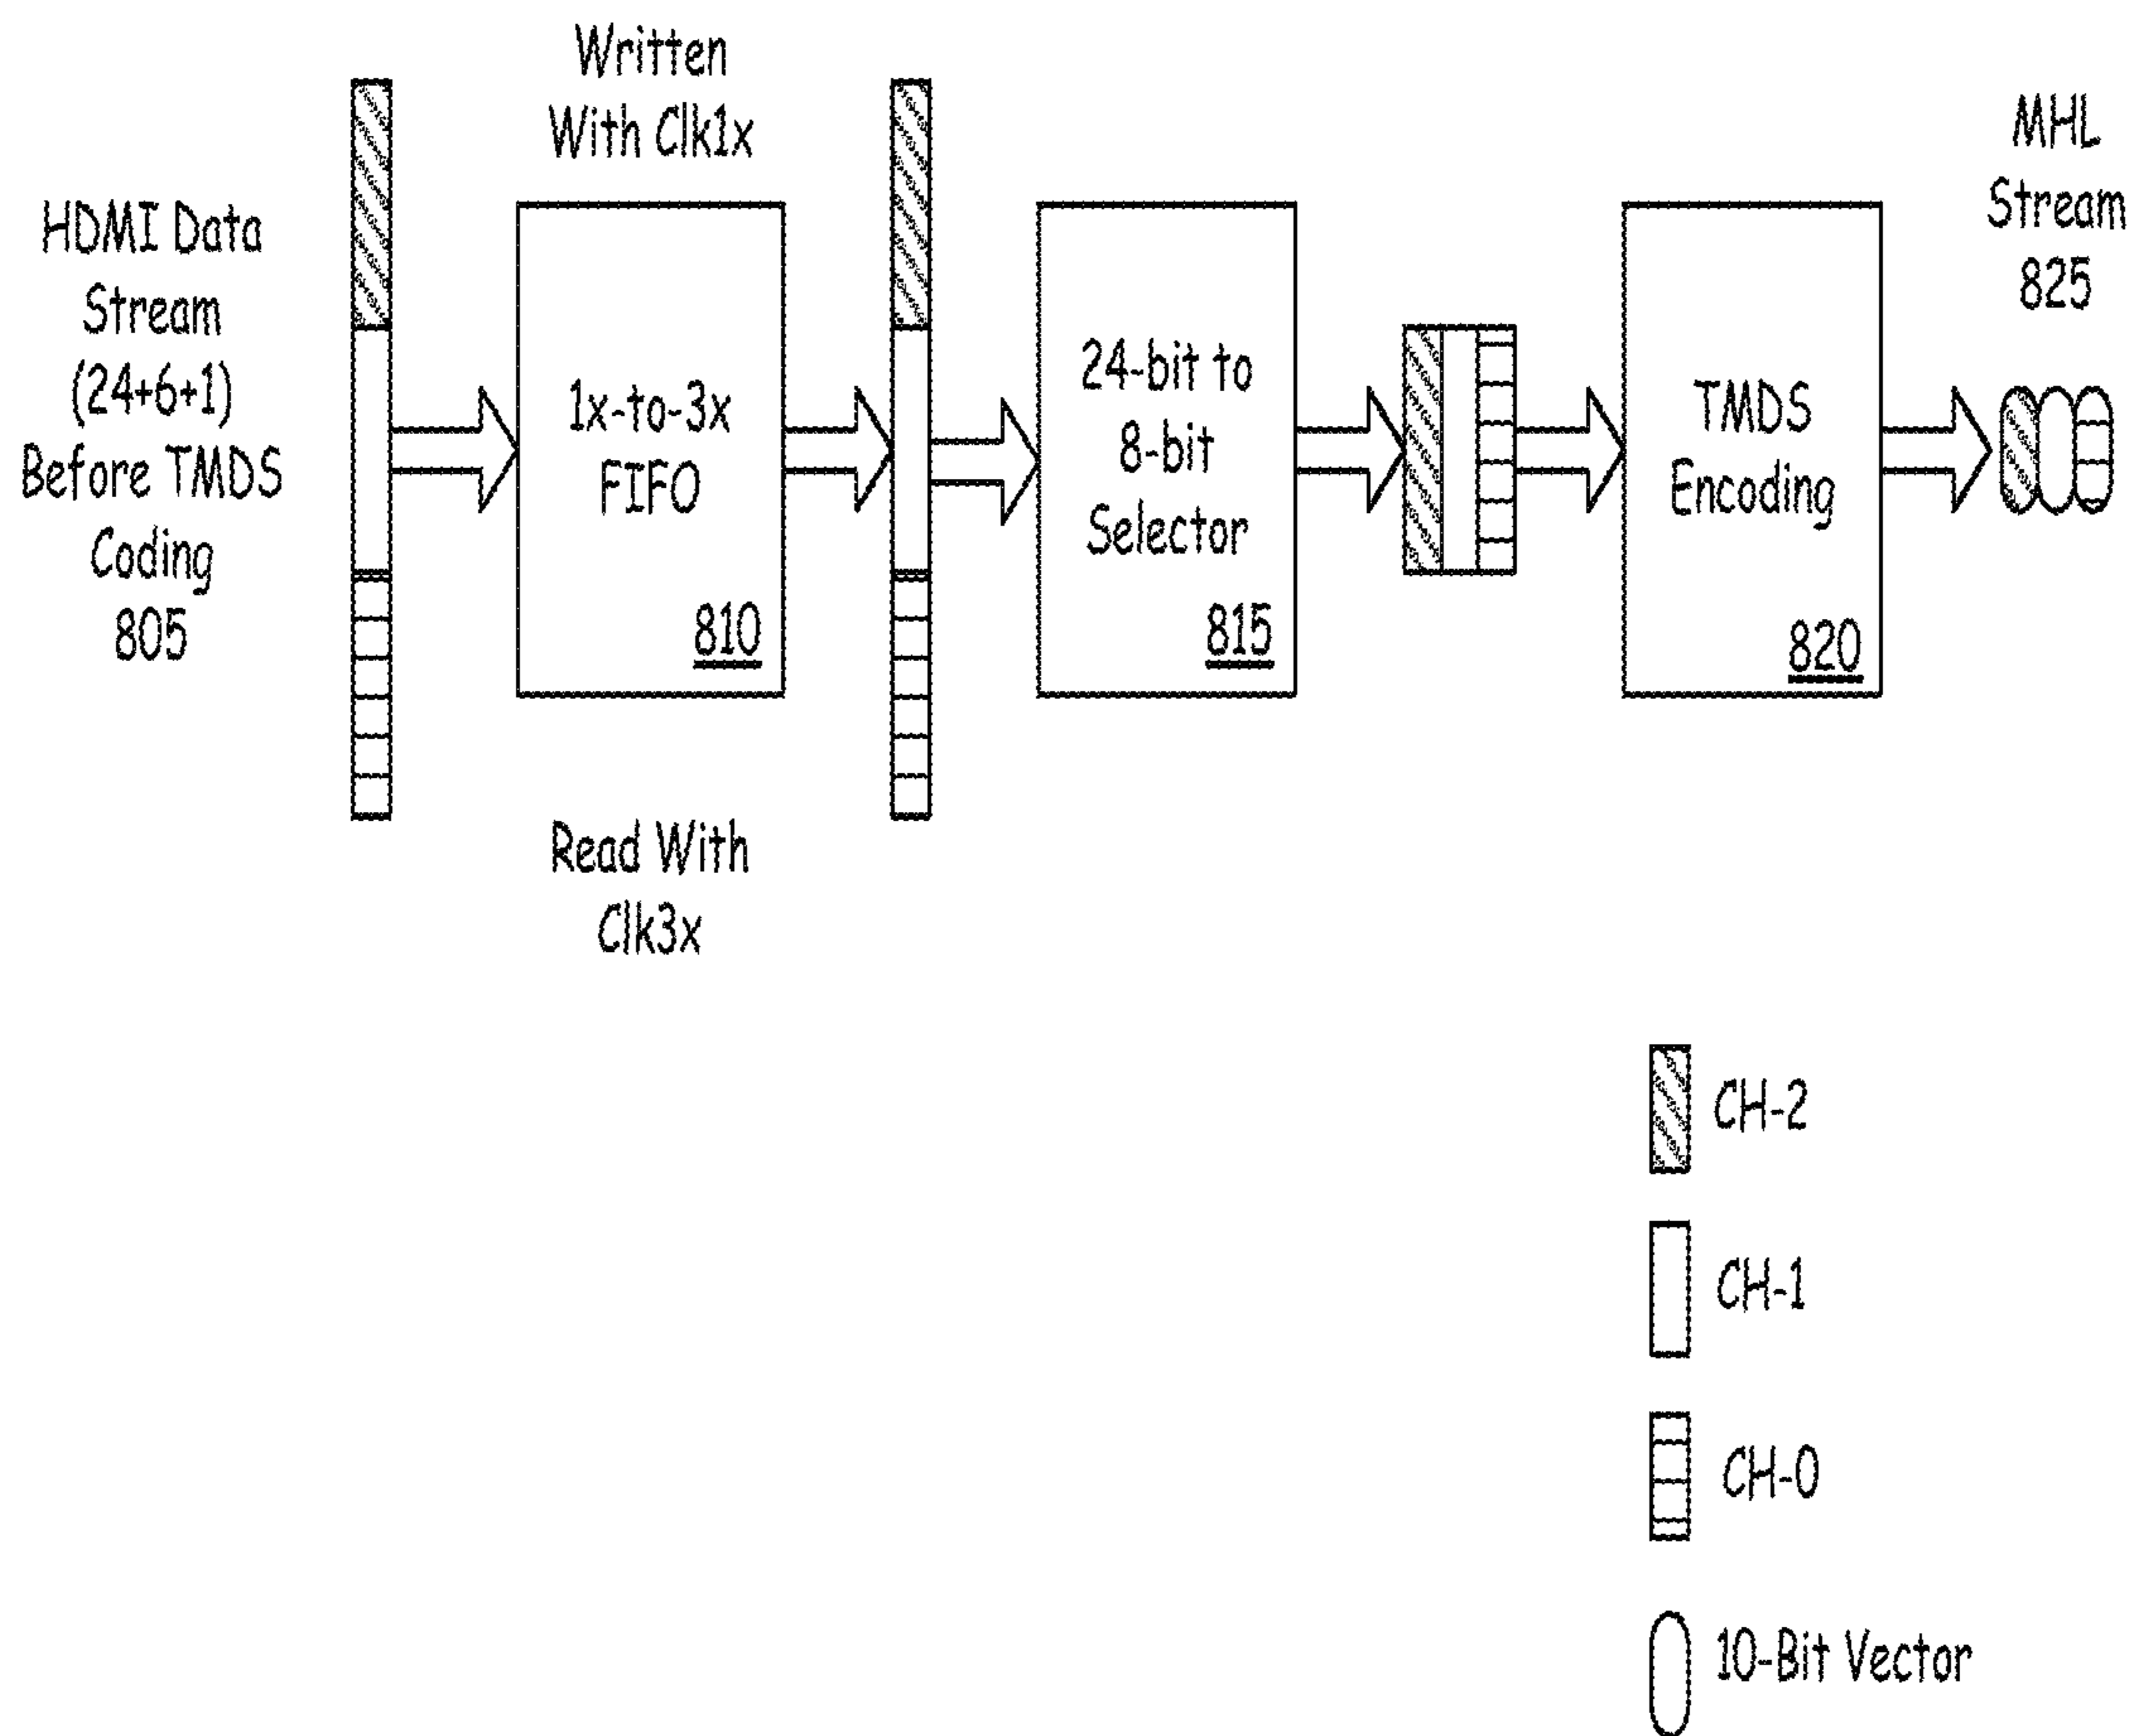 HDMI Data
Stream
(24+6+1)
Before TMDS
Coding
805
Written
With Clk1x
1x-to-3x
FIFO
810
Read With
Clk3x
24-bit to
8-bit
Selector
815
TMDS
Encoding
820
MHL
Stream
825
CH-2
CH-1
CH-0
10-Bit Vector